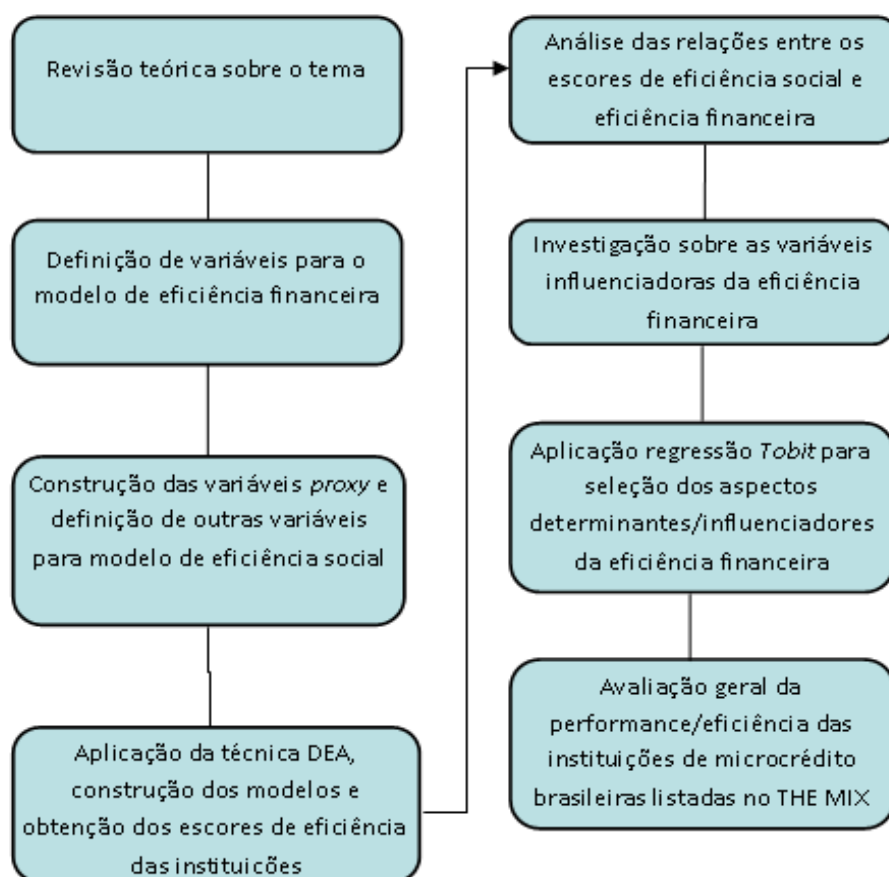 Revisão teórica sobre o tema
Definição de variáveis para o
modelo de eficiência financeira
Construção das variáveis proxy e
definição de outras variáveis
para modelo de eficiência social
Aplicação da técnica DEA,
construção dos modelos e
obtenção dos escores de eficiência
das instituições
Análise das relações entre os
escores de eficiência social e
eficiência financeira
Investigação sobre as variáveis
influenciadoras da eficiência
financeira
Aplicação regressão Tobit para
seleção dos aspectos
determinantes/influenciadores
da eficiência financeira
Avaliação geral da
performance/eficiência das
instituições de microcrédito
brasileiras listadas no THE MIX